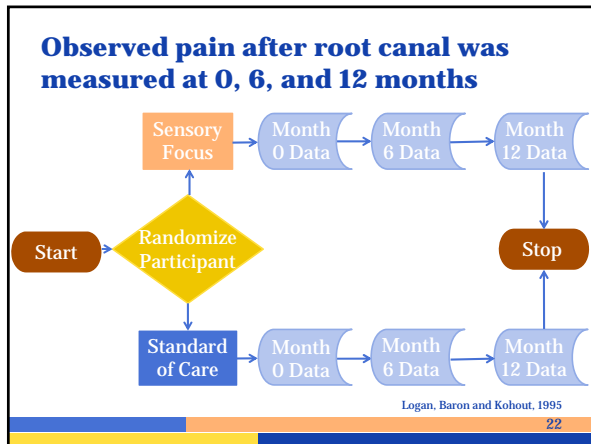 Observed pain after root canal was
measured at 0, 6, and 12 months
Sensory
Focus
Month
0 Data
Month
6 Data
Month
12 Data
Start
Randomize
Participant
Stop
Standard
of Care
Month
0 Data
Month
6 Data
Month
12 Data
Logan, Baron and Kohout, 1995
22